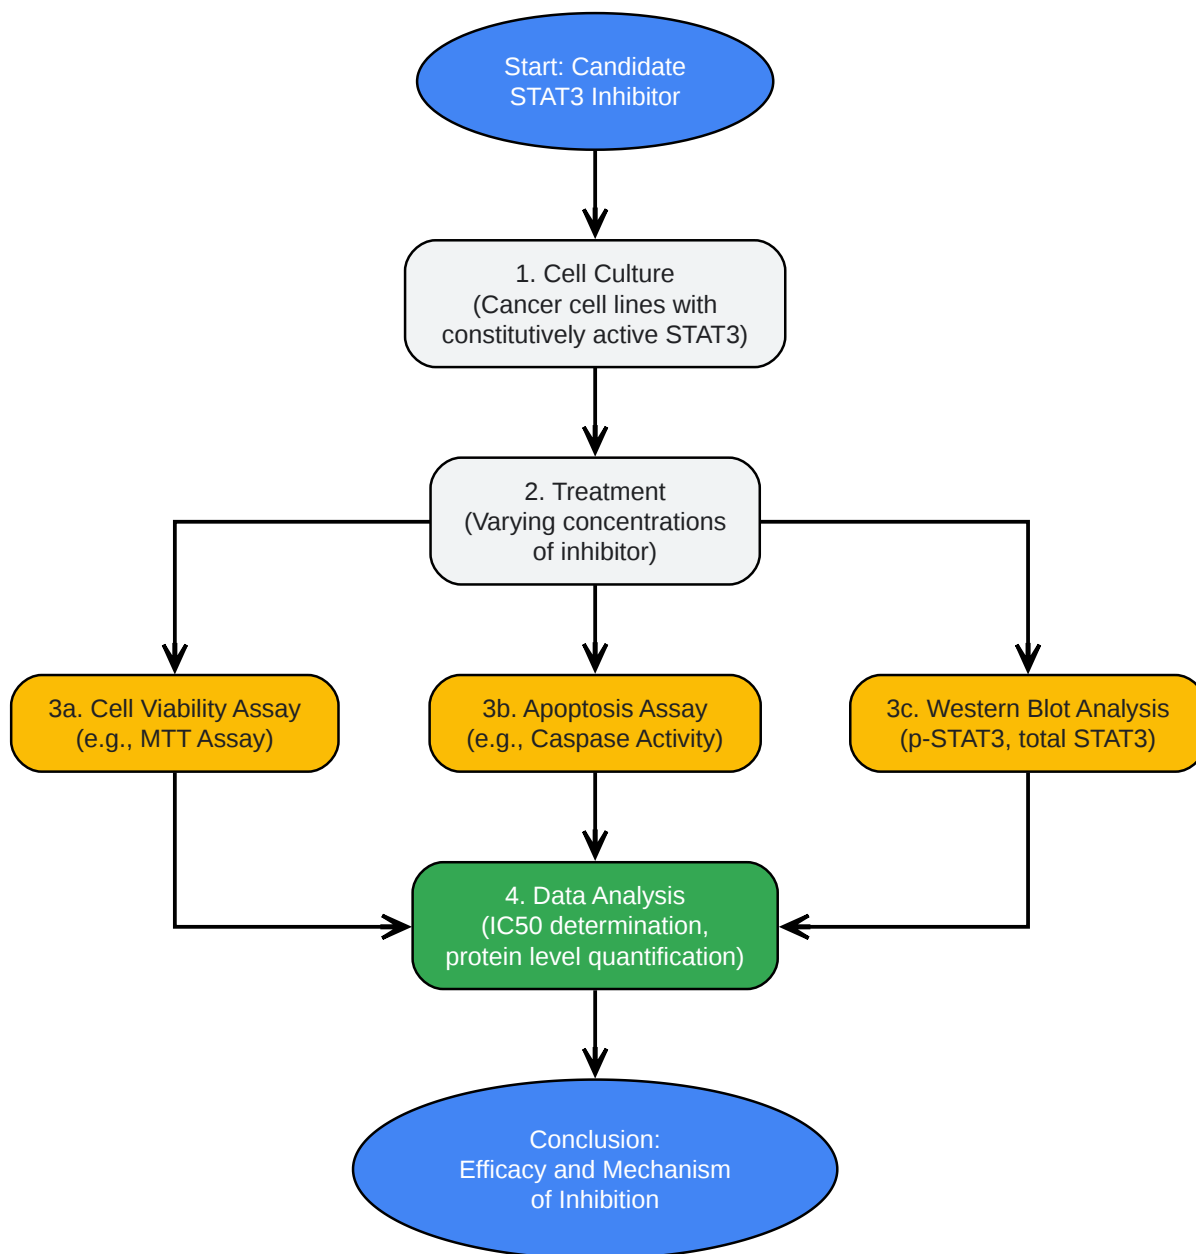 Start: Candidate
STAT3 Inhibitor
1. Cell Culture
(Cancer cell lines with
constitutively active STAT3)
2. Treatment
(Varying concentrations
of inhibitor)
3a. Cell Viability Assay
(e.g., MTT Assay)
3b. Apoptosis Assay
(e.g., Caspase Activity)
3c. Western Blot Analysis
(p-STAT3, total STAT3)
4. Data Analysis
(IC50 determination,
protein level quantification)
Conclusion:
Efficacy and Mechanism
of Inhibition